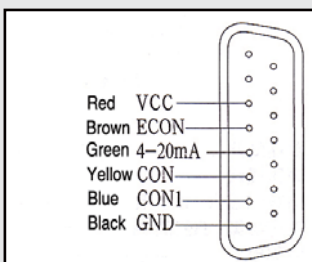 Red VCC
Brown ECON
Green 4-20mA
Yellow CON
Blue CON1
Black GND